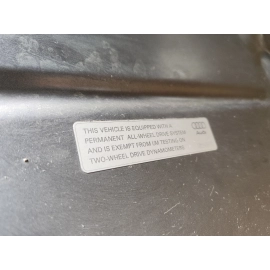 THIS VEHICLE IS EQUIPPED WITH A
PERMANENT ALL-WHEEL DRIVE SYSTEM
AND IS EXEMPT FROM I/M TESTING ON
TWO-WHEEL DRIVE DYNAMOMETERS
Audi